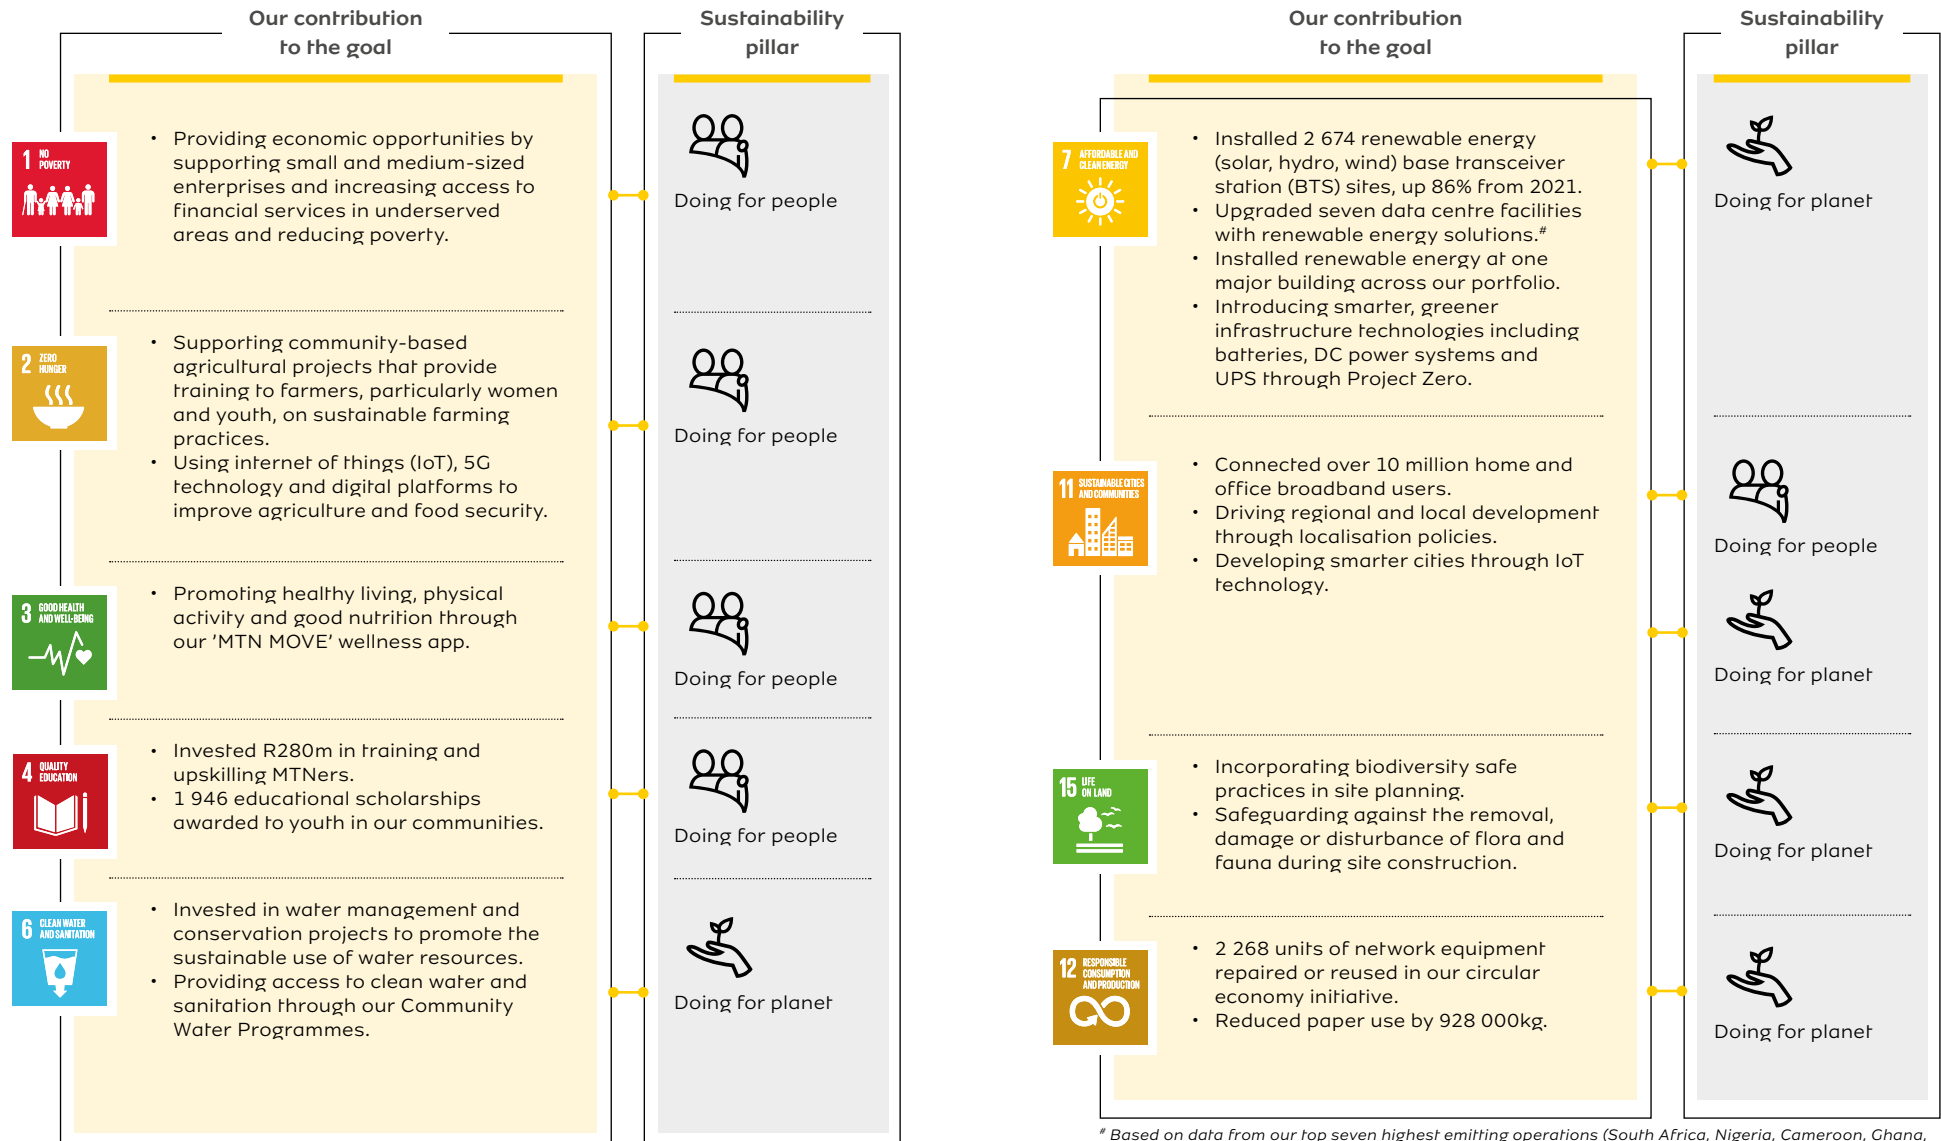 Our contribution
to the goal
Sustainability
pillar
1 NO
POVERTY
• Providing economic opportunities by
supporting small and medium-sized
enterprises and increasing access to
financial services in underserved
areas and reducing poverty.
Doing for people
2 ZERO
HUNGER
• Supporting community-based
agricultural projects that provide
training to farmers, particularly women
and youth, on sustainable farming
practices.
• Using internet of things (IoT), 5G
technology and digital platforms to
improve agriculture and food security.
Doing for people
3 GOOD HEALTH
AND WELL-BEING
• Promoting healthy living, physical
activity and good nutrition through
our 'MTN MOVE' wellness app.
Doing for people
4 QUALITY
EDUCATION
• Invested R280m in training and
upskilling MTNers.
• 1 946 educational scholarships
awarded to youth in our communities.
Doing for people
6 CLEAN WATER
AND SANITATION
• Invested in water management and
conservation projects to promote the
sustainable use of water resources.
• Providing access to clean water and
sanitation through our Community
Water Programmes.
Doing for planet
Our contribution
to the goal
Sustainability
pillar
7 AFFORDABLE AND
CLEAN ENERGY
• Installed 2 674 renewable energy
(solar, hydro, wind) base transceiver
station (BTS) sites, up 86% from 2021.
• Upgraded seven data centre facilities
with renewable energy solutions.#
• Installed renewable energy at one
major building across our portfolio.
• Introducing smarter, greener
infrastructure technologies including
batteries, DC power systems and
UPS through Project Zero.
Doing for planet
11 SUSTAINABLE CITIES
AND COMMUNITIES
• Connected over 10 million home and
office broadband users.
• Driving regional and local development
through localisation policies.
• Developing smarter cities through IoT
technology.
Doing for people
Doing for planet
15 LIFE
ON LAND
• Incorporating biodiversity safe
practices in site planning.
• Safeguarding against the removal,
damage or disturbance of flora and
fauna during site construction.
Doing for planet
12 RESPONSIBLE
CONSUMPTION
AND PRODUCTION
• 2 268 units of network equipment
repaired or reused in our circular
economy initiative.
• Reduced paper use by 928 000kg.
Doing for planet
# Based on data from our top seven highest emitting operations (South Africa, Nigeria, Cameroon, Ghana,